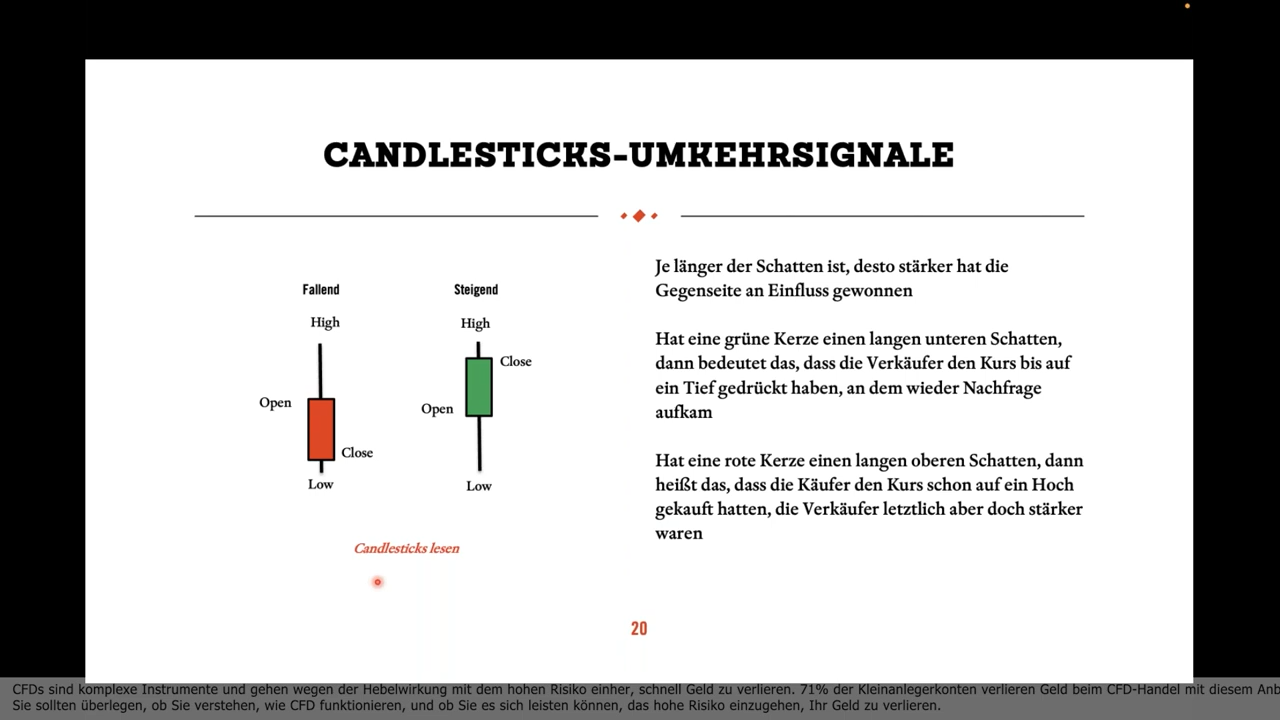 CANDLESTICKS-UMKEHRSIGNALE
Fallend
Steigend
High
High
Close
Open
Open
Close
Low
Low
Candlesticks lesen
Je länger der Schatten ist, desto stärker hat die
Gegenseite an Einfluss gewonnen
Hat eine grüne Kerze einen langen unteren Schatten,
dann bedeutet das, dass die Verkäufer den Kurs bis auf
ein Tief gedrückt haben, an dem wieder Nachfrage
aufkam
Hat eine rote Kerze einen langen oberen Schatten, dann
heißt das, dass die Käufer den Kurs schon auf ein Hoch
gekauft hatten, die Verkäufer letztlich aber doch stärker
waren
20
CFDs sind komplexe Instrumente und gehen wegen der Hebelwirkung mit dem hohen Risiko einher, schnell Geld zu verlieren. 71% der Kleinanlegerkonten verlieren Geld beim CFD-Handel mit diesem Anb
Sie sollten überlegen, ob Sie verstehen, wie CFD funktionieren, und ob Sie es sich leisten können, das hohe Risiko einzugehen, Ihr Geld zu verlieren.